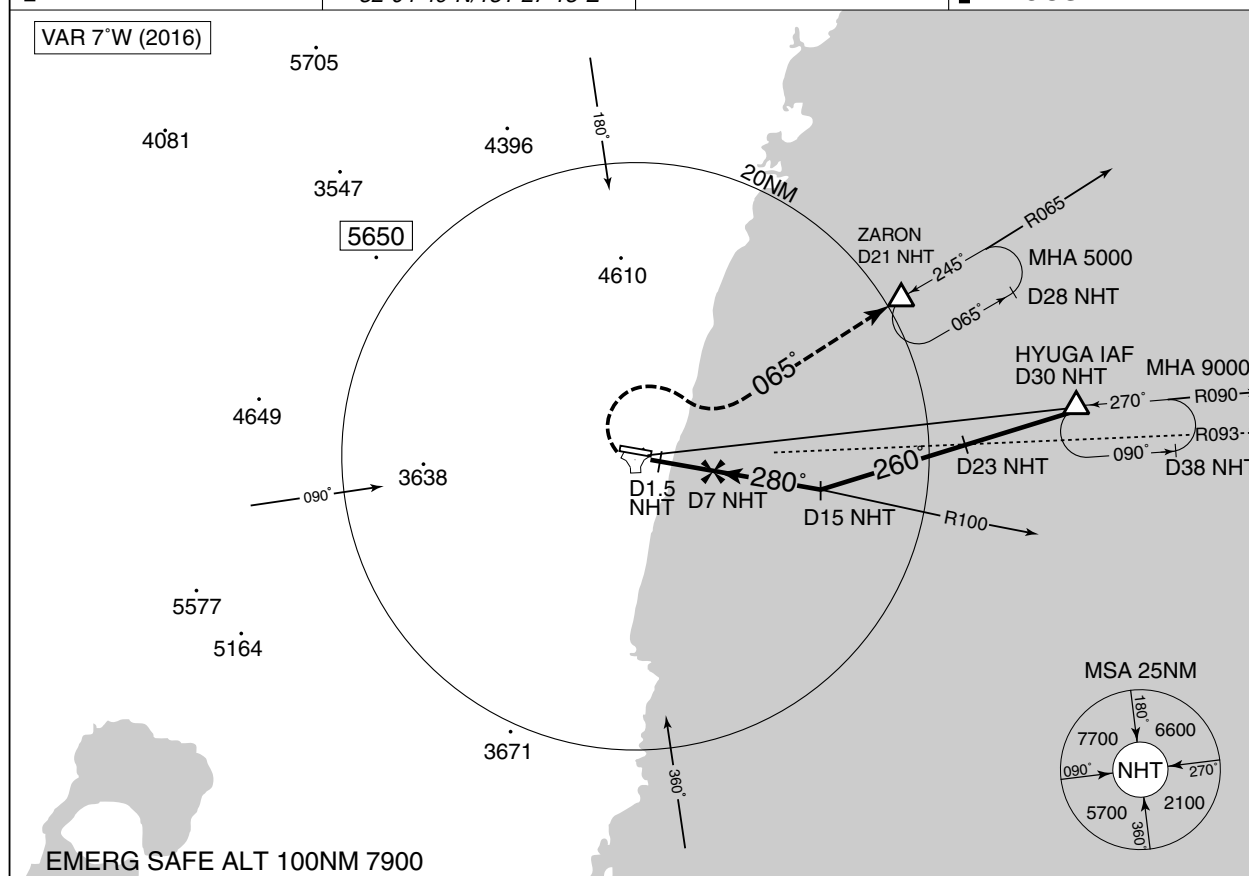 VAR 7°W (2016)
5705
4081
4396
3547
180°
20NM
5650
4610
ZARON
D21 NHT
R065
245°
MHA 5000
D28 NHT
065°
065°
HYUGA IAF
D30 NHT
MHA 9000
270°
R090
R093
090°
D38 NHT
4649
3638
090°
D1.5
NHT
D7 NHT
280°
260°
D23 NHT
D15 NHT
R100
5577
5164
3671
360°
MSA 25NM
180°
7700
6600
090°
NHT
270°
5700
2100
360°
EMERG SAFE ALT 100NM 7900